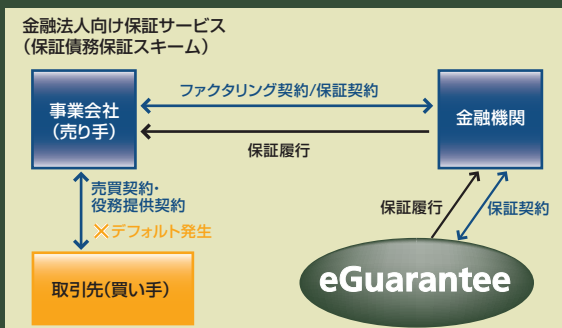 金融法人向け保証サービス
（保証債務保証スキーム）
事業会社
（売り手）
ファクタリング契約/保証契約
金融機関
保証履行
売買契約・
役務提供契約
×デフォルト発生
保証履行
保証契約
取引先（買い手）
eGuarantee